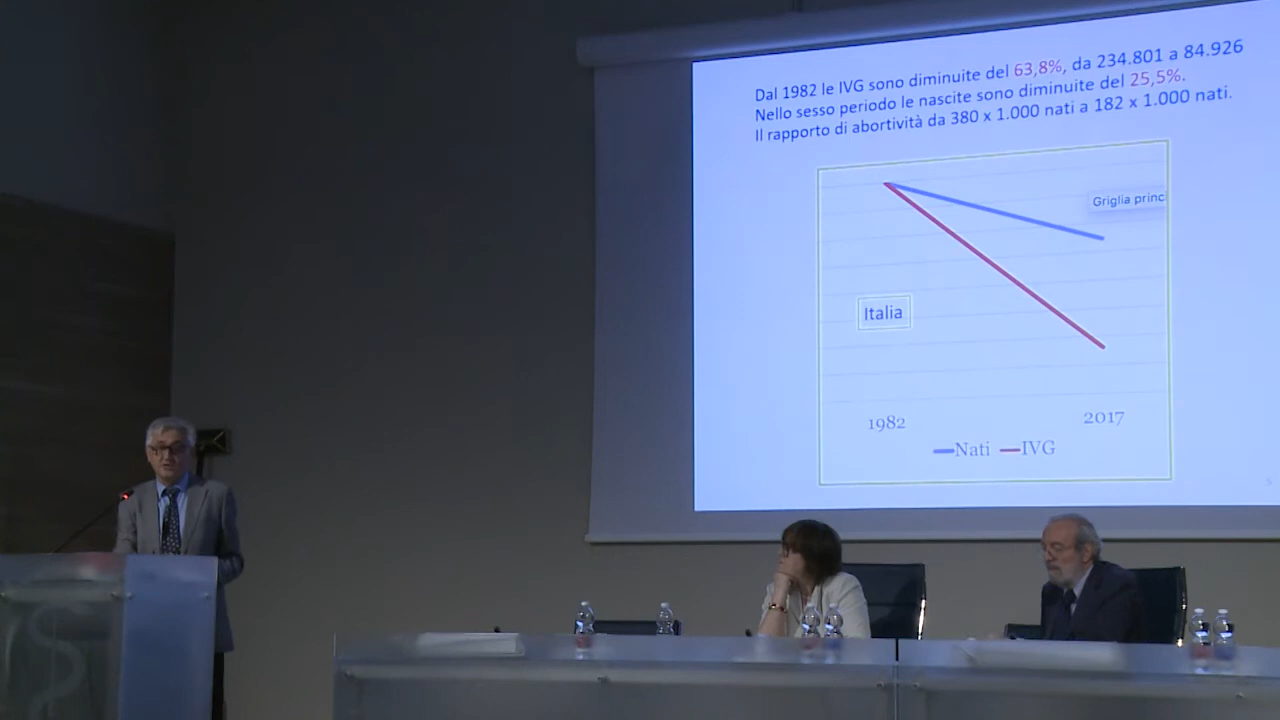 Dal 1982 le IVG sono diminuite del 63,8%, da 234.801 a 84.926
Nello sesso periodo le nascite sono diminuite del 25,5%.
Il rapporto di abortività da 380 x 1.000 nati a 182 x 1.000 nati.
Griglia princi
Italia
1982 2017
Nati IVG
5